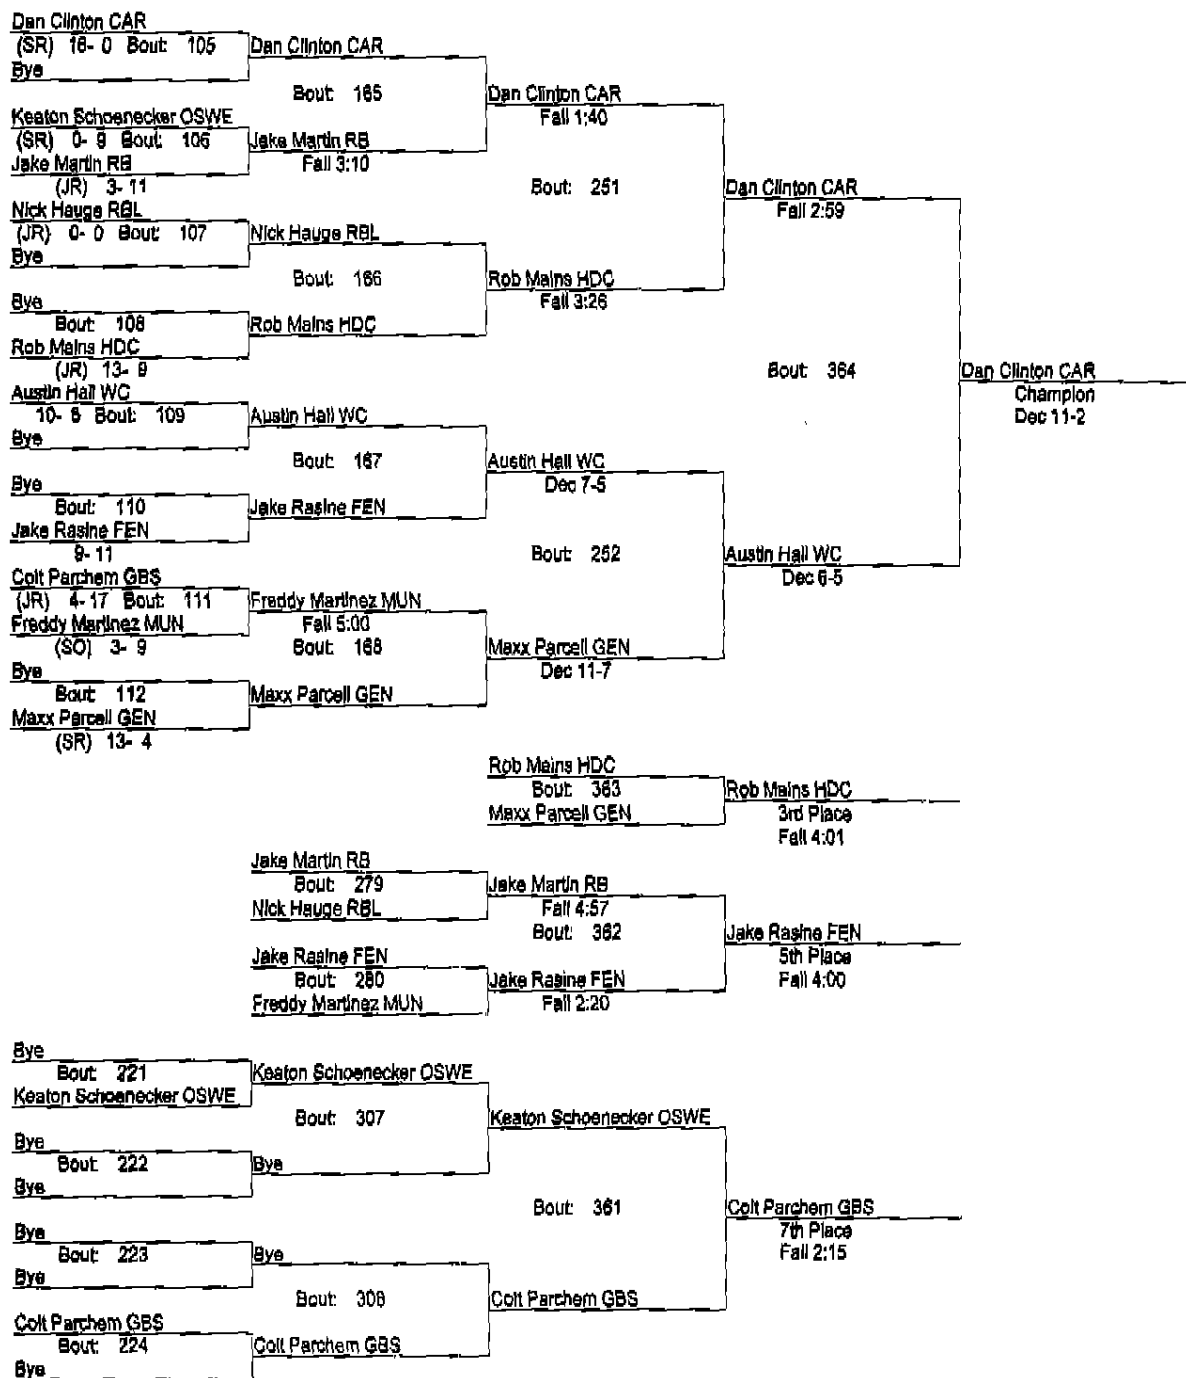 Dan Clinton CAR
(SR) 16- 0 Bout: 105
Bye
Dan Clinton CAR
Bout: 165
Keaton Schoenecker OSWE
(SR) 0- 9 Bout: 106
Jake Martin RB
(JR) 3- 11
Jake Martin RB
Fall 3:10
Dan Clinton CAR
Fall 1:40
Bout: 251
Nick Hauge RBL
(JR) 0- 0 Bout: 107
Bye
Nick Hauge RBL
Bout: 166
Bye
Bout: 108
Rob Mains HDC
(JR) 13- 9
Rob Mains HDC
Rob Mains HDC
Fall 3:26
Dan Clinton CAR
Fall 2:59
Bout: 364
Dan Clinton CAR
Champion
Dec 11-2
Austin Hall WC
10- 6 Bout: 109
Bye
Austin Hall WC
Bout: 167
Bye
Bout: 110
Jake Rasine FEN
9- 11
Jake Rasine FEN
Austin Hall WC
Dec 7-5
Bout: 252
Austin Hall WC
Dec 6-5
Colt Parchem GBS
(JR) 4- 17 Bout: 111
Freddy Martinez MUN
(SO) 3- 9
Freddy Martinez MUN
Fall 5:00
Bout: 168
Bye
Bout: 112
Maxx Parcell GEN
(SR) 13- 4
Maxx Parcell GEN
Maxx Parcell GEN
Dec 11-7
Rob Mains HDC
Bout: 363
Maxx Parcell GEN
Rob Mains HDC
3rd Place
Fall 4:01
Jake Martin RB
Bout: 279
Nick Hauge RBL
Jake Martin RB
Fall 4:57
Bout: 362
Jake Rasine FEN
Bout: 280
Freddy Martinez MUN
Jake Rasine FEN
Fall 2:20
Jake Rasine FEN
5th Place
Fall 4:00
Bye
Bout: 221
Keaton Schoenecker OSWE
Keaton Schoenecker OSWE
Bout: 307
Bye
Bout: 222
Bye
Bye
Keaton Schoenecker OSWE
Bout: 361
Bye
Bout: 223
Bye
Bye
Bout: 308
Colt Parchem GBS
Bout: 224
Bye
Colt Parchem GBS
Colt Parchem GBS
Colt Parchem GBS
7th Place
Fall 2:15